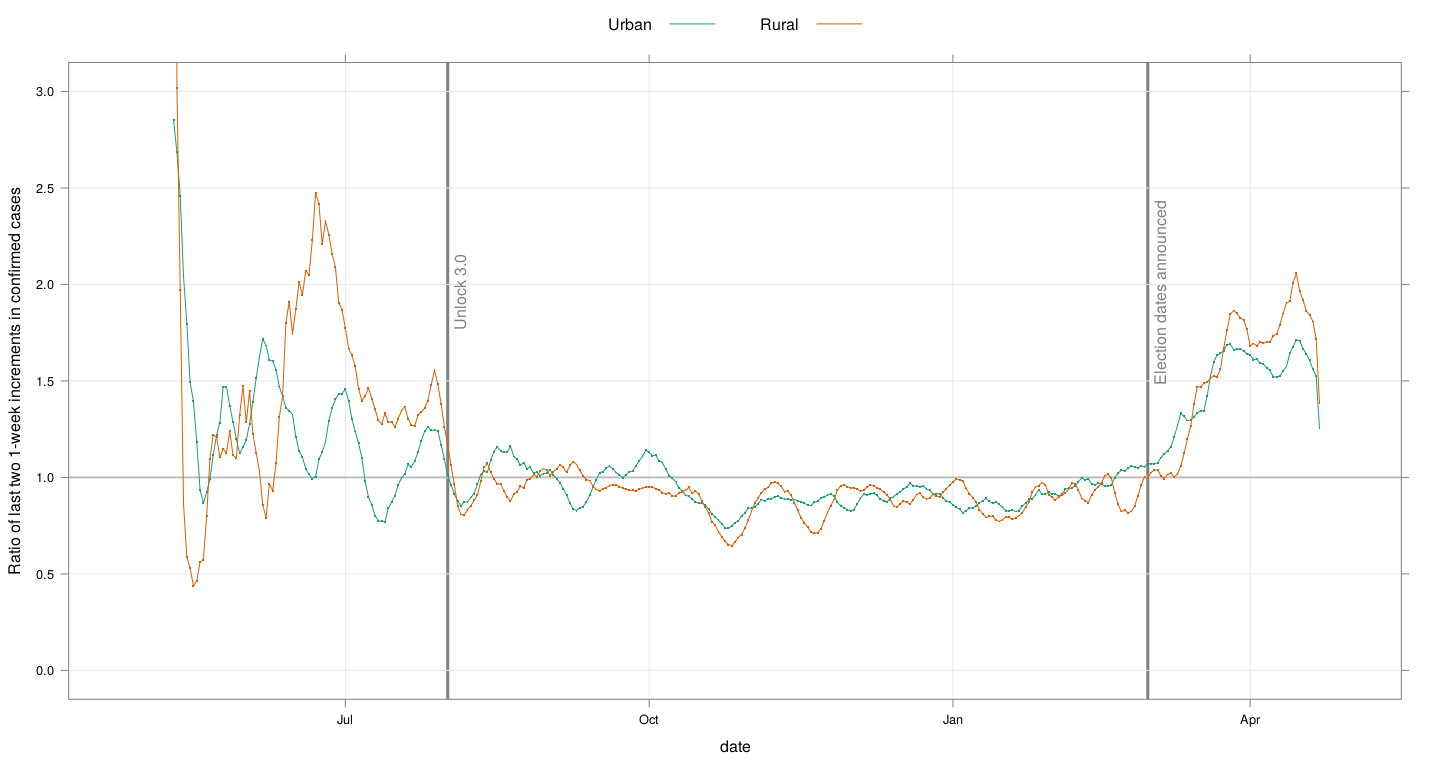 Urban Rural
Ratio of last two 1-week increments in confirmed cases
3.0
2.5
2.0
1.5
1.0
0.5
0.0
Unlock 3.0
Election dates announced
Jul Oct Jan Apr
date